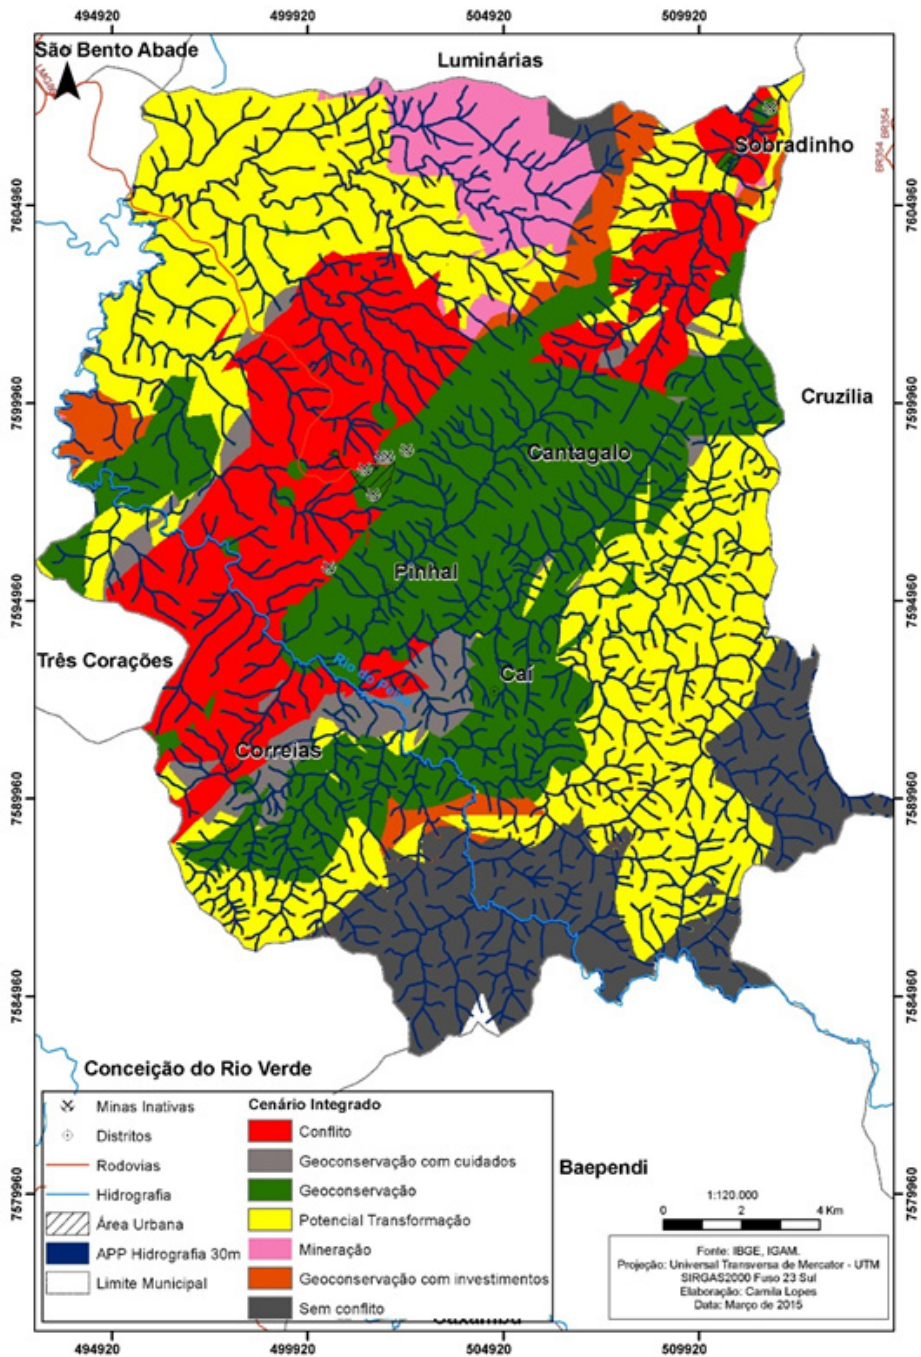 494920 499920 504920 509920
São Bento Abade
Luminárias
LMG86
BR354 BR354
Sobradinho
7604960 7604960
Cruzilia
7599960 7599960
Cantagalo
Pinhal
7594960 7594960
Três Corações
Rio do Pei
Caí
Correias
7589960 7589960
7584960 7584960
Conceição do Rio Verde
Baependi
7579960 7579960
Minas Inativas
Distritos
Rodovias
Hidrografia
Área Urbana
APP Hidrografia 30m
Limite Municipal
Cenário Integrado
Conflito
Geoconservação com cuidados
Geoconservação
Potencial Transformação
Mineração
Geoconservação com investimentos
Sem conflito
1:120.000
0 2 4 Km
Fonte: IBGE, IGAM.
Projeção: Universal Transversa de Mercator - UTM
SIRGAS2000 Fuso 23 Sul
Elaboração: Camila Lopes
Data: Março de 2015
494920 499920 504920 509920